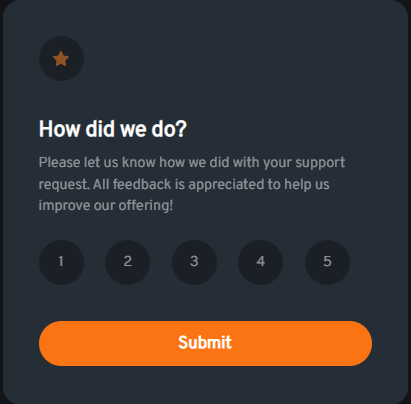 How did we do?
Please let us know how we did with your support
request. All feedback is appreciated to help us
improve our offering!
1 2 3 4 5
Submit